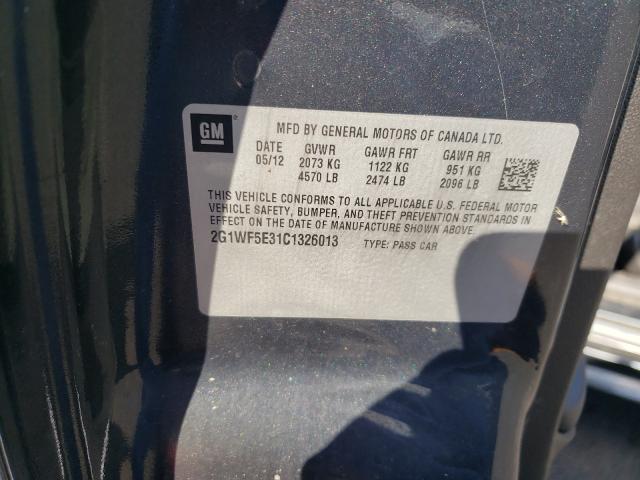 GM
MFD BY GENERAL MOTORS OF CANADA LTD.
DATE GVWR GAWR FRT GAWR RR
05/12 2073 KG 1122 KG 951 KG
4570 LB 2474 LB 2096 LB
THIS VEHICLE CONFORMS TO ALL APPLICABLE U.S. FEDERAL MOTOR
VEHICLE SAFETY, BUMPER, AND THEFT PREVENTION STANDARDS IN
EFFECT ON THE DATE OF MANUFACTURE SHOWN ABOVE.
2G1WF5E31C1326013 TYPE: PASS CAR